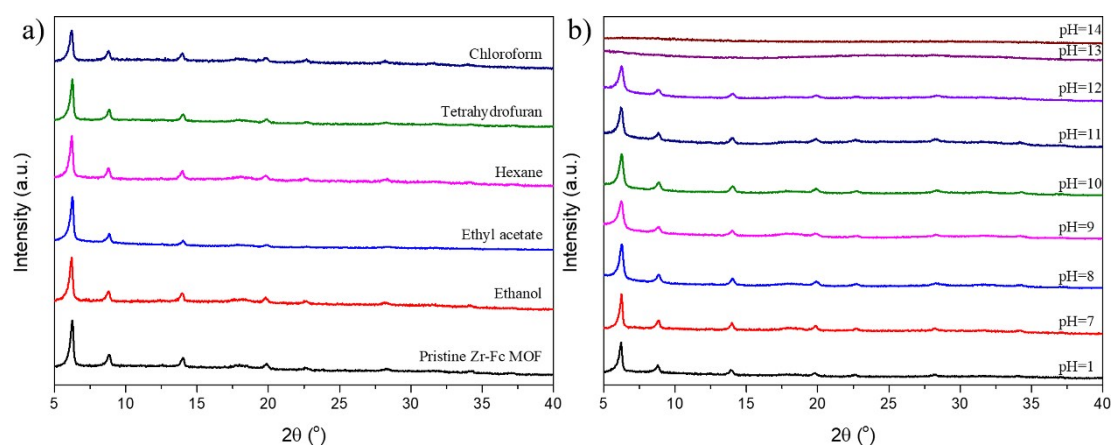 a)
Chloroform
Tetrahydrofuran
Hexane
Ethyl acetate
Ethanol
Pristine Zr-Fc MOF
Intensity (a.u.)
5 10 15 20 25 30 35 40
2θ (°)
b)
pH=14
pH=13
pH=12
pH=11
pH=10
pH=9
pH=8
pH=7
pH=1
Intensity (a.u.)
5 10 15 20 25 30 35 40
2θ (°)